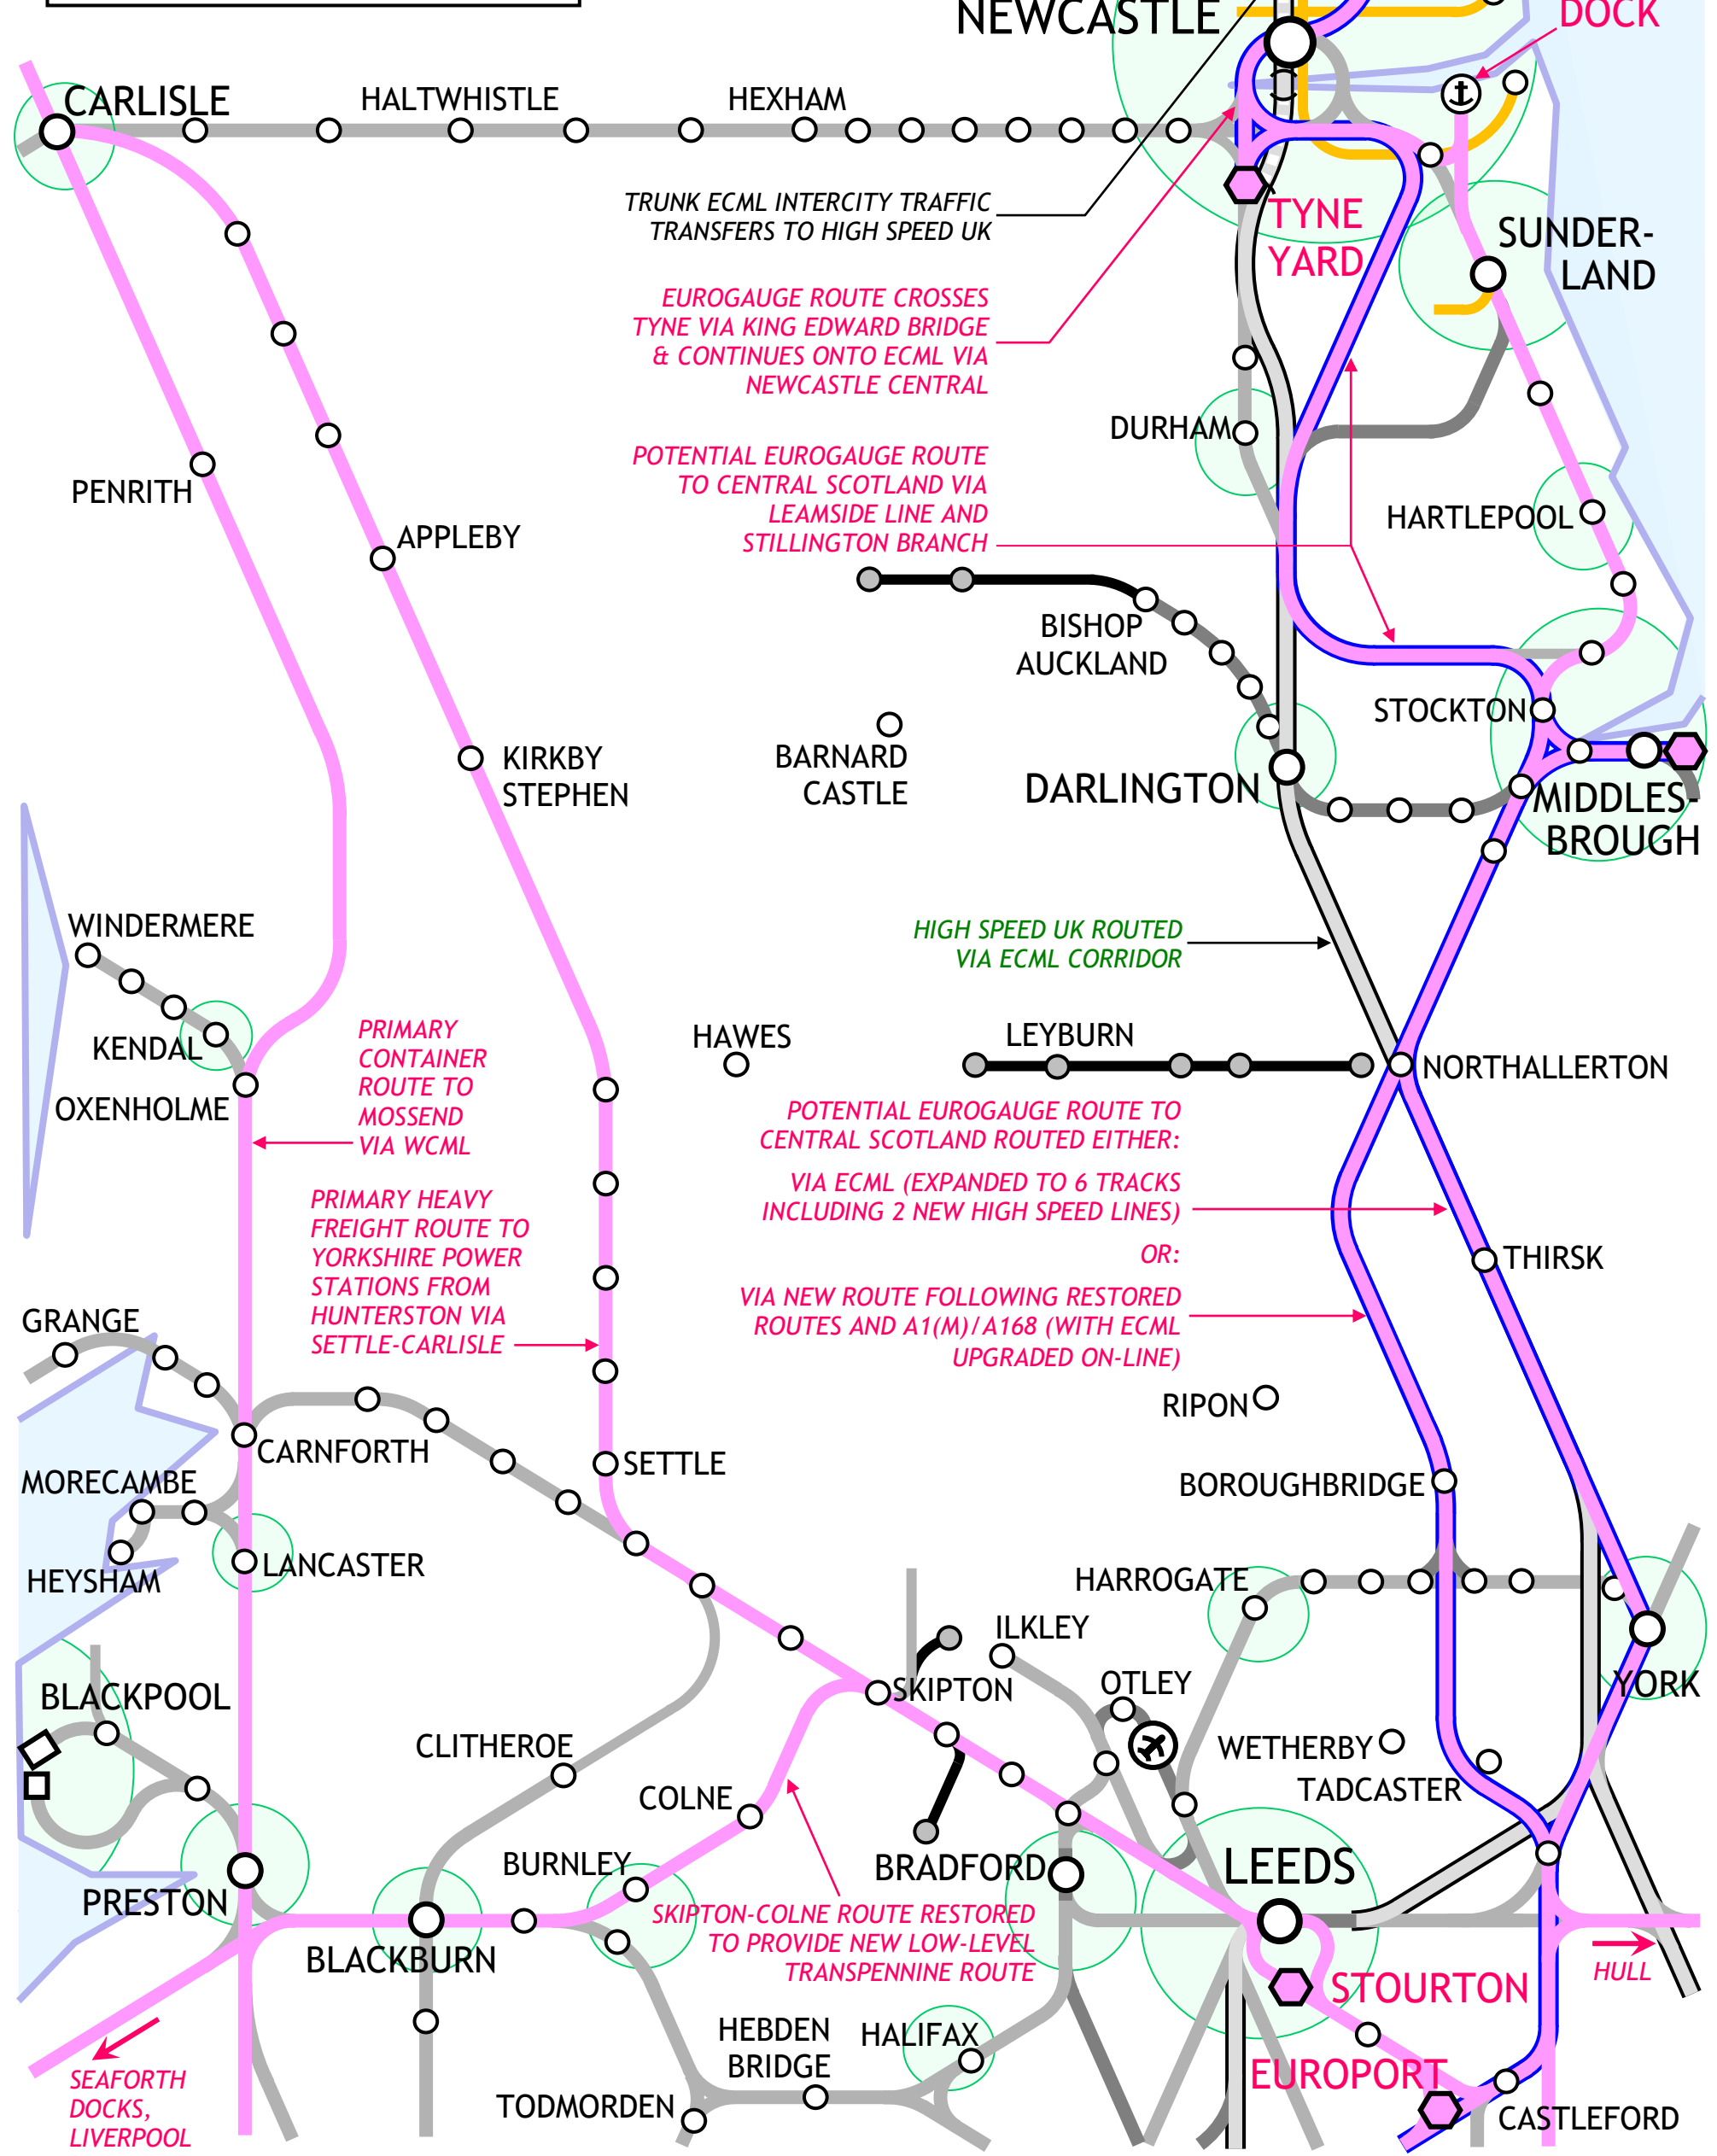 NEWCASTLE
DOCK
CARLISLE
HALTWHISTLE
HEXHAM
TRUNK ECML INTERCITY TRAFFIC
TRANSFERS TO HIGH SPEED UK
TYNE
YARD
SUNDER-
LAND
EUROGAUGE ROUTE CROSSES
TYNE VIA KING EDWARD BRIDGE
& CONTINUES ONTO ECML VIA
NEWCASTLE CENTRAL
DURHAM
POTENTIAL EUROGAUGE ROUTE
TO CENTRAL SCOTLAND VIA
LEAMSIDE LINE AND
STILLINGTON BRANCH
PENRITH
APPLEBY
HARTLEPOOL
BISHOP
AUCKLAND
STOCKTON
BARNARD
CASTLE
KIRKBY
STEPHEN
DARLINGTON
MIDDLES-
BROUGH
WINDERMERE
HIGH SPEED UK ROUTED
VIA ECML CORRIDOR
KENDAL
OXENHOLME
PRIMARY
CONTAINER
ROUTE TO
MOSSEND
VIA WCML
HAWES
LEYBURN
NORTHALLERTON
POTENTIAL EUROGAUGE ROUTE TO
CENTRAL SCOTLAND ROUTED EITHER:
VIA ECML (EXPANDED TO 6 TRACKS
INCLUDING 2 NEW HIGH SPEED LINES)
OR:
VIA NEW ROUTE FOLLOWING RESTORED
ROUTES AND A1(M)/A168 (WITH ECML
UPGRADED ON-LINE)
PRIMARY HEAVY
FREIGHT ROUTE TO
YORKSHIRE POWER
STATIONS FROM
HUNTERSTON VIA
SETTLE-CARLISLE
THIRSK
GRANGE
RIPON
CARNFORTH
MORECAMBE
SETTLE
BOROUGHBRIDGE
HEYSHAM
LANCASTER
HARROGATE
ILKLEY
OTLEY
YORK
BLACKPOOL
SKIPTON
CLITHEROE
WETHERBY
TADCASTER
COLNE
BURNLEY
BRADFORD
LEEDS
PRESTON
BLACKBURN
SKIPTON-COLNE ROUTE RESTORED
TO PROVIDE NEW LOW-LEVEL
TRANSPENNINE ROUTE
STOURTON
HULL
HEBDEN
BRIDGE
HALIFAX
EUROPORT
SEAFORTH
DOCKS,
LIVERPOOL
TODMORDEN
CASTLEFORD